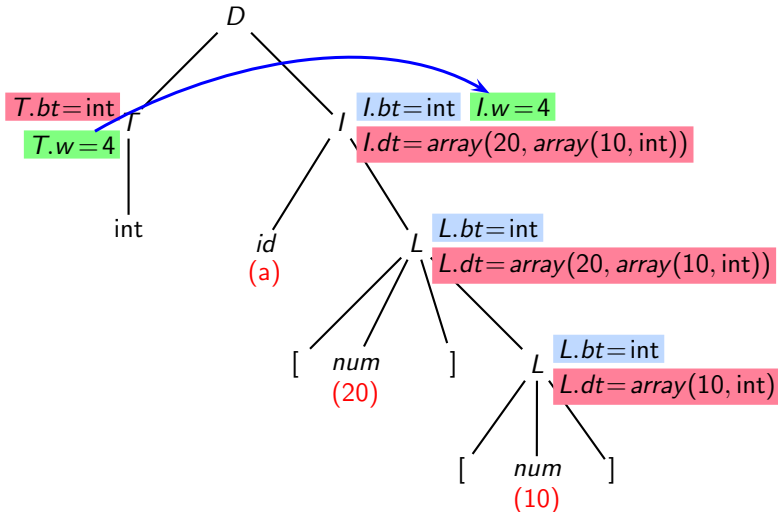 D
T.bt=int T I I.bt=int I.w=4
T.w=4 I.dt=array(20, array(10, int))
int id L L.bt=int
(a) L.dt=array(20, array(10, int))
[ num ] L L.bt=int
(20) L.dt=array(10, int)
[ num ]
(10)